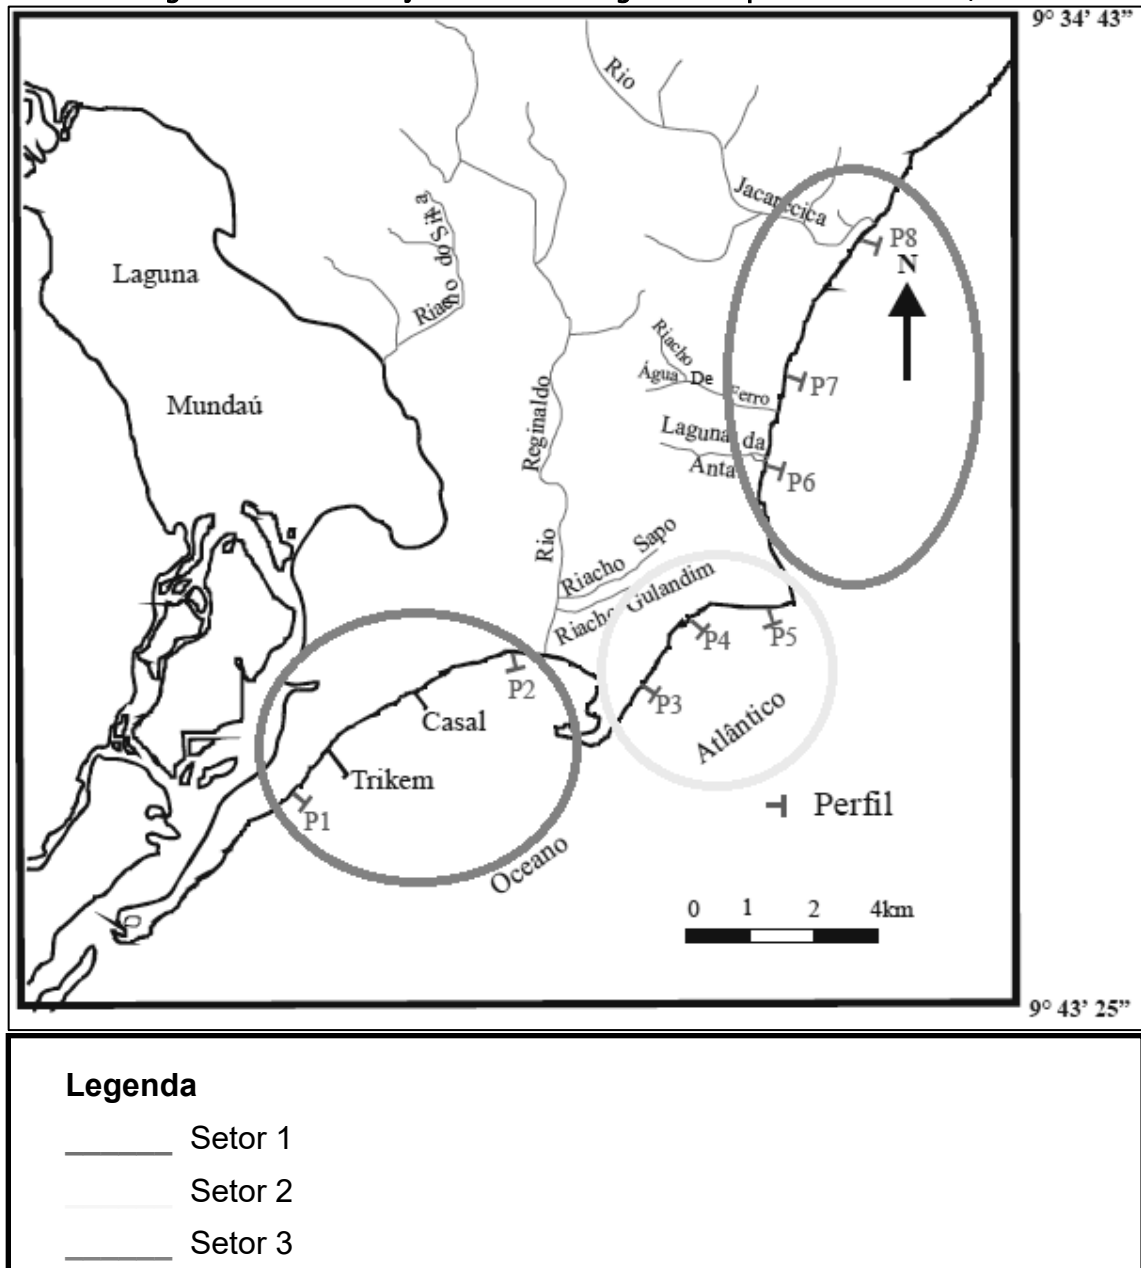 9° 34' 43”
Rio
Jacarecica
P8
N
Riacho do Silva
Laguna
Mundaú
Riacho
Água De Ferro
P7
Laguna da
Anta
P6
Reginaldo
Rio
Riacho Sapo
Riacho Gulandim
P4
P5
P2
P3
Casal
Atlântico
Trikem
P1
Perfil
Oceano
0 1 2 4km
9° 43' 25”
Legenda
Setor 1
Setor 2
Setor 3